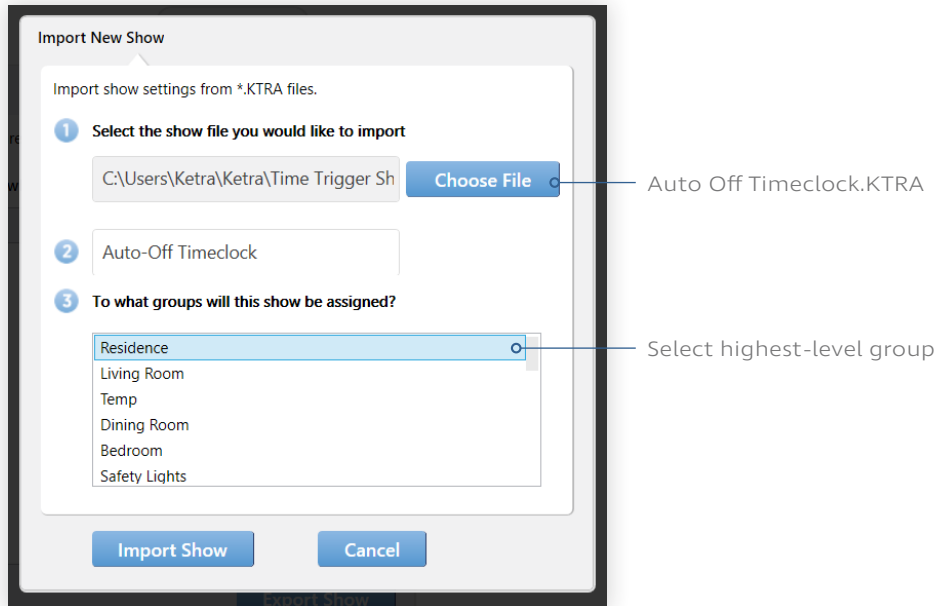 Import New Show
Import show settings from *.KTRA files.
1 Select the show file you would like to import
C:\Users\Ketra\Ketra\Time Trigger Sh
Choose File
Auto Off Timeclock.KTRA
2 Auto-Off Timeclock
3 To what groups will this show be assigned?
Residence
Select highest-level group
Living Room
Temp
Dining Room
Bedroom
Safety Lights
Import Show
Cancel
Export Show